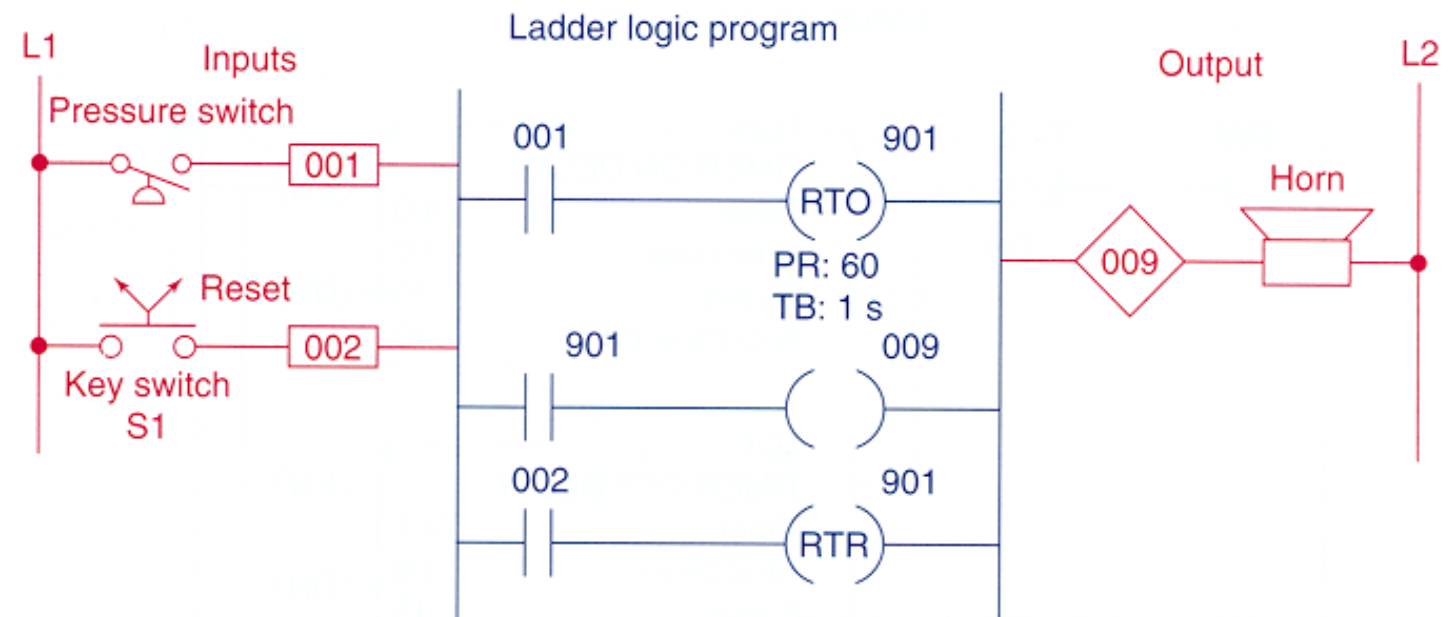 Ladder logic program
L1
Inputs
Output
L2
Pressure switch
001
001
901
RTO
PR: 60
TB: 1 s
Horn
009
Reset
002
Key switch
S1
901
009
002
901
RTR